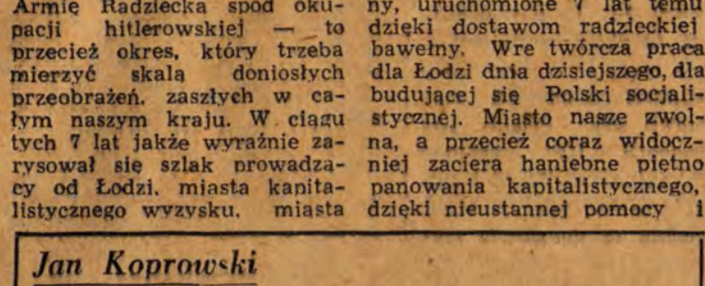 Armię Radziecka spod oku-
pacji hitlerowskiej — to
przecież okres, który trzeba
mierzyć skalą doniosłych
przeobrażeń. zaszłych w ca-
łym naszym kraju. W ciągu
tych 7 lat jakże wyraźnie za-
rysował się szlak prowadzą-
cy od Łodzi. miasta kapita-
listycznego wyzysku. miasta
ny, uruchomione 7 lat temu
dzięki dostawom radzieckiej
bawełny. Wre twórcza praca
dla Łodzi dnia dzisiejszego, dla
budującej się Polski socjali-
stycznej. Miasto nasze zwol-
na, a przecież coraz widocz-
niej zaciera haniebne piętno
panowania kapitalistycznego,
dzięki nieustannej pomocy i
Jan Koprowski